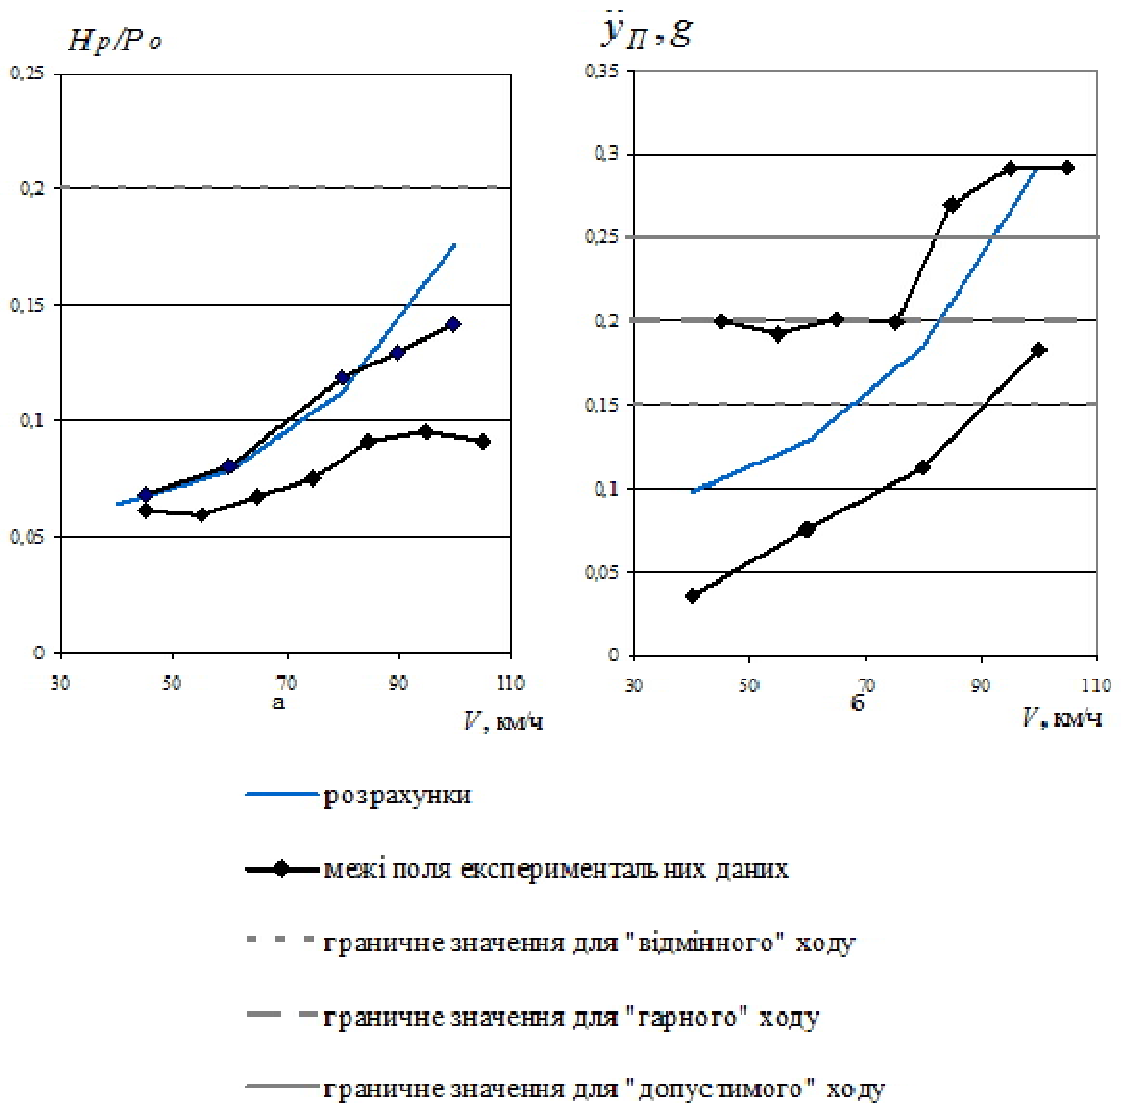 Hp/Po
ÿП, g
0,25
0,2
0,15
0,1
0,05
0
30 50 70 90 110
а
V, км/ч
0,35
0,3
0,25
0,2
0,15
0,1
0,05
0
30 50 70 90 110
б
V, км/ч
розрахунки
межі поля експериментальних даних
граничне значення для "відмінного" ходу
граничне значення для "гарного" ходу
граничне значення для "допустимого" ходу